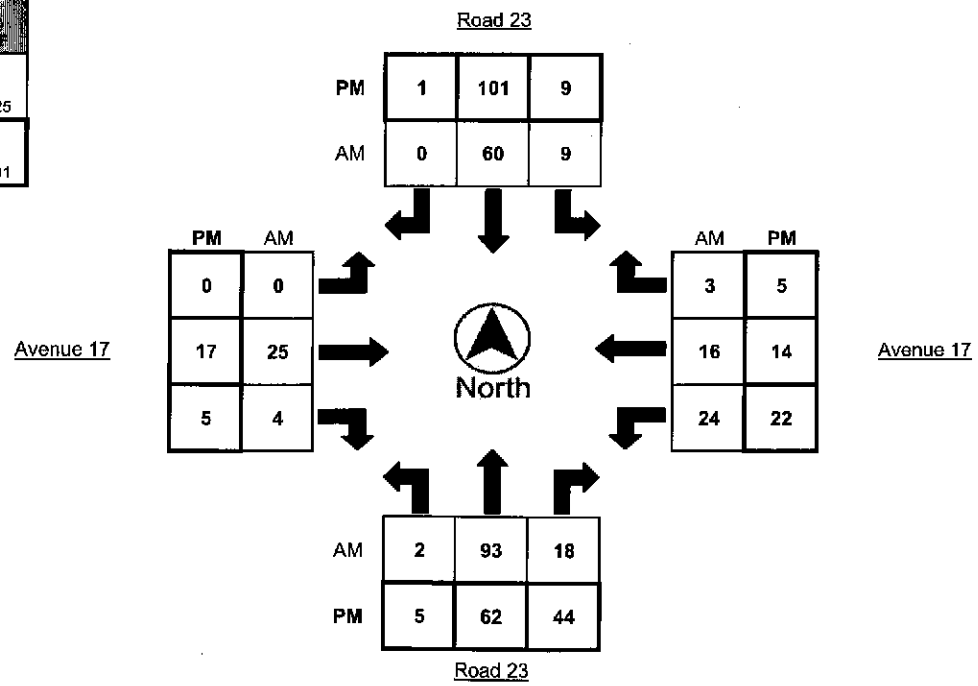 Road 23
PM 1 101 9
AM 0 60 9
PM AM
0 0
17 25
5 4
Avenue 17
North
AM PM
3 5
16 14
24 22
Avenue 17
AM 2 93 18
PM 5 62 44
Road 23